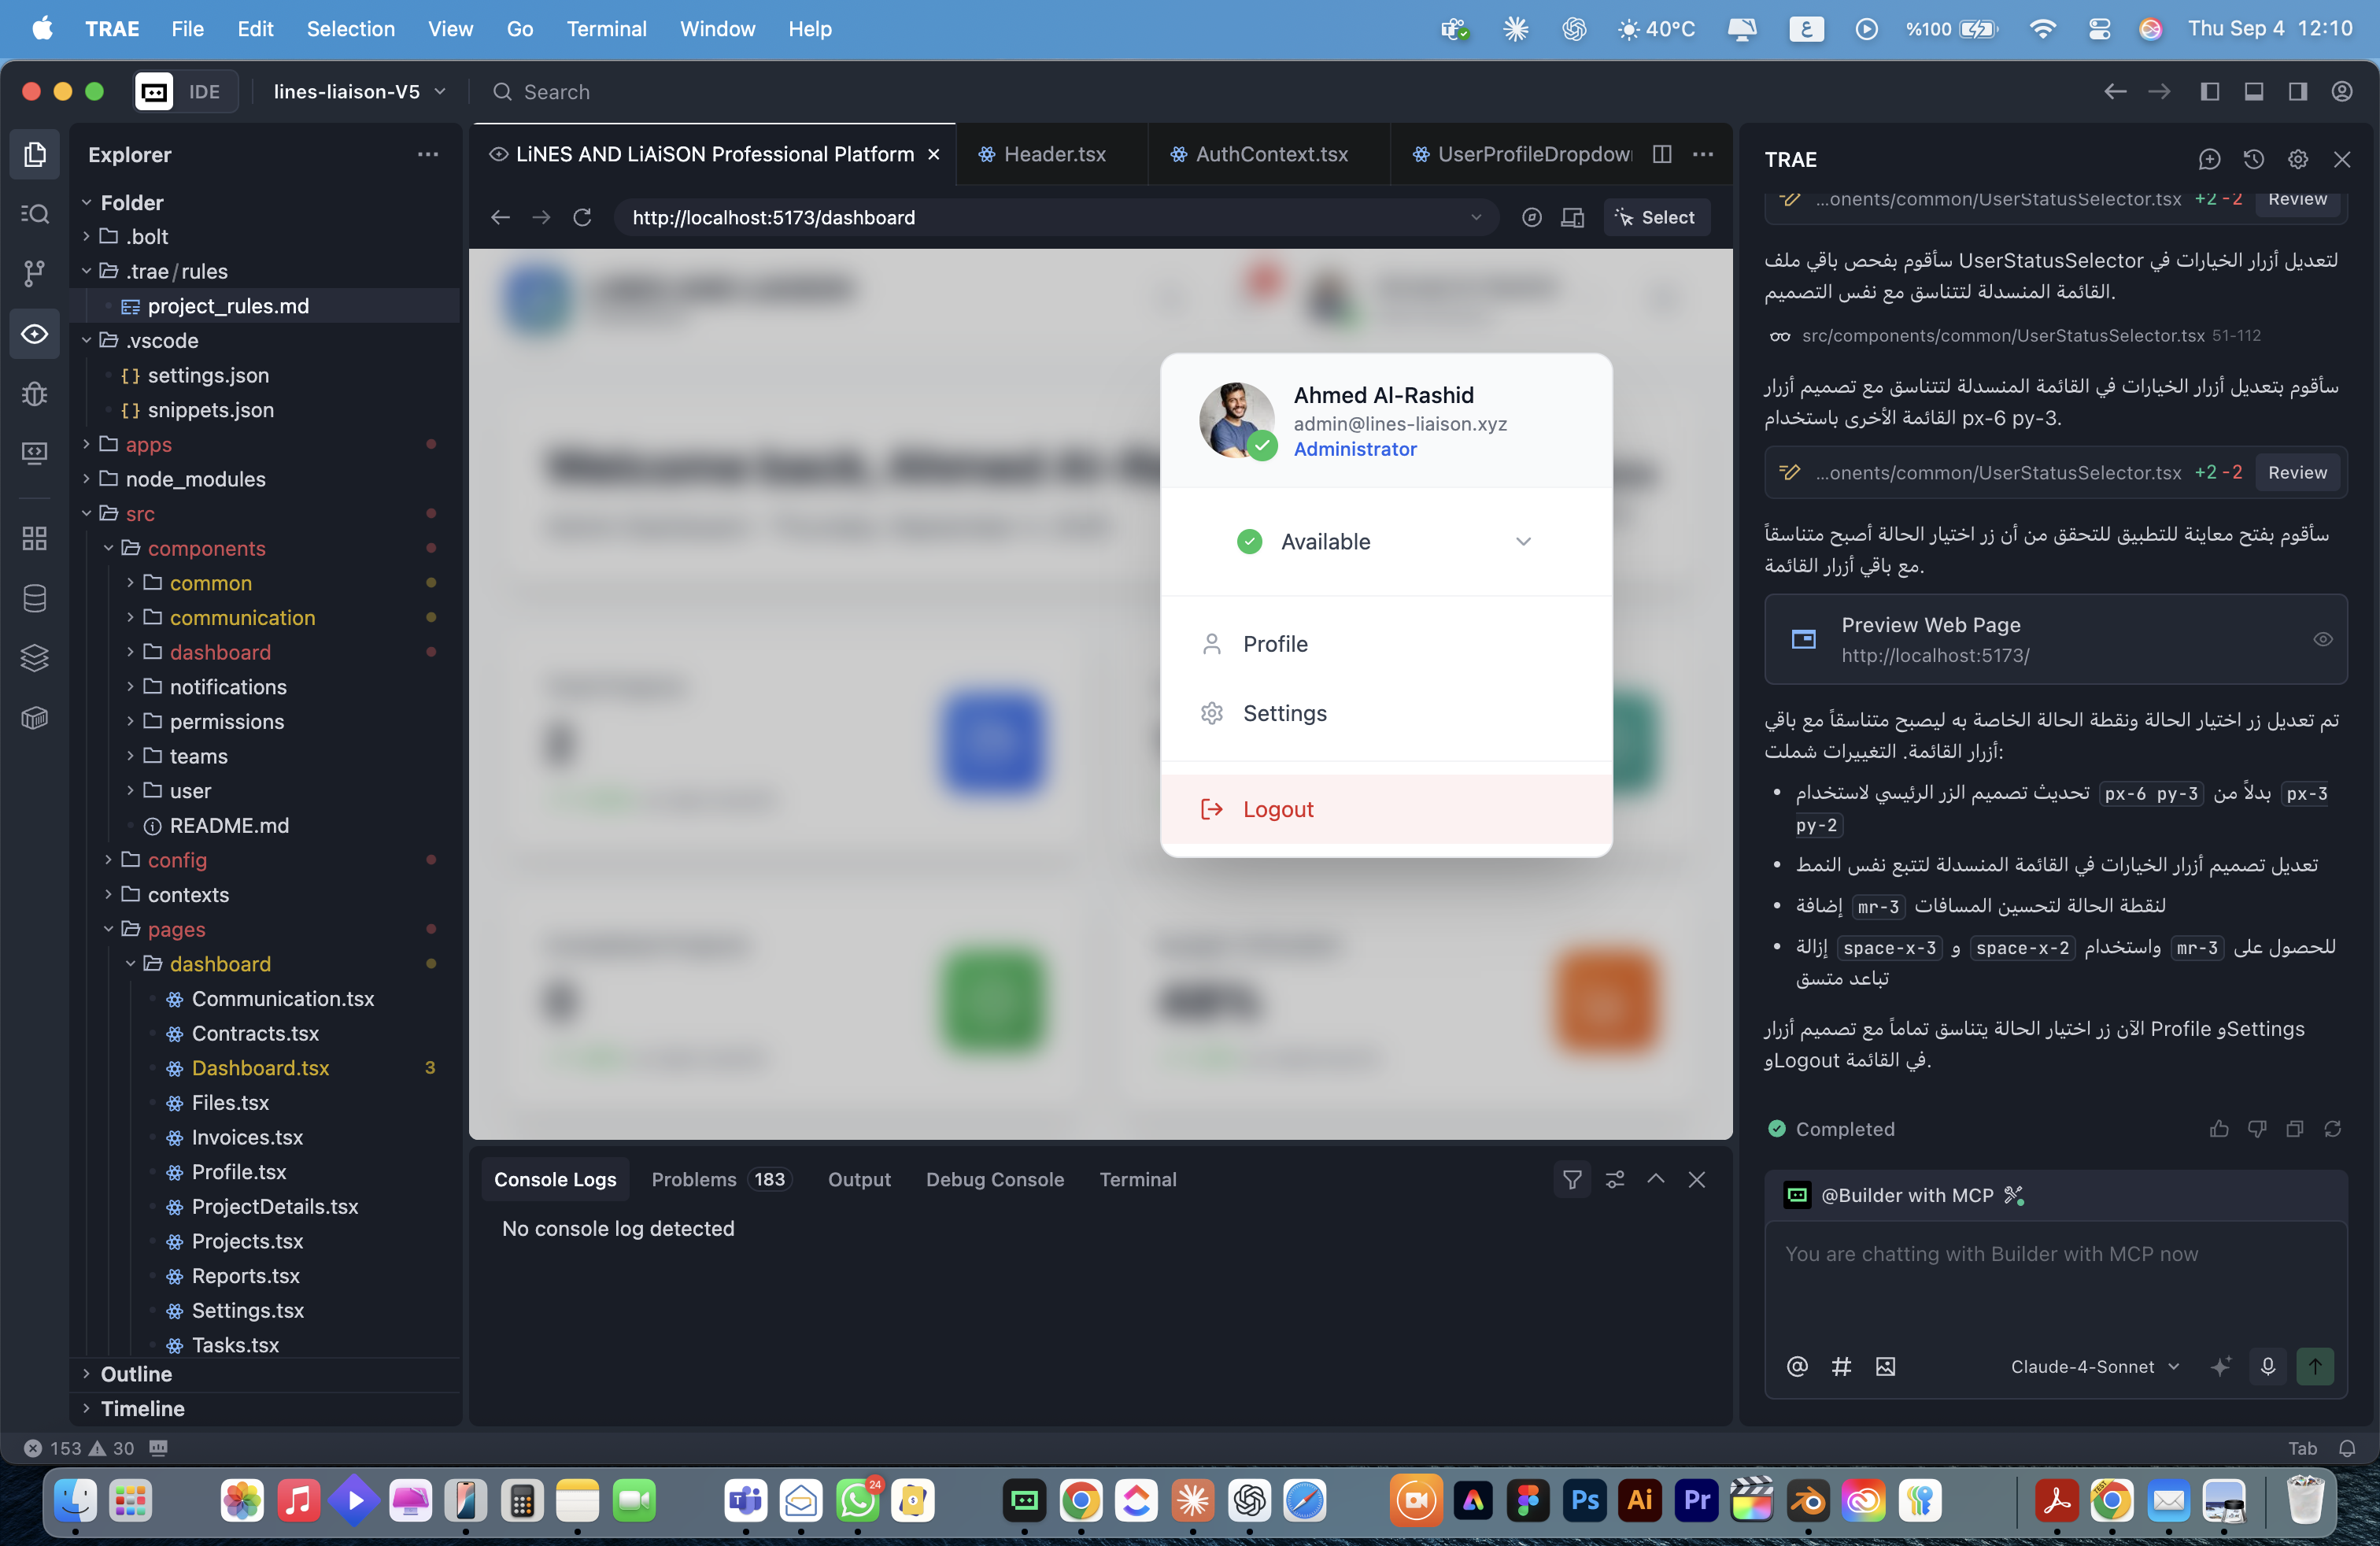 TRAE File Edit Selection View Go Terminal Window Help 40°C ع %100 Thu Sep 4 12:10
IDE lines-liaison-V5 Search
Explorer
Folder
.bolt
.trae/rules
project_rules.md
.vscode
{} settings.json
{} snippets.json
apps
node_modules
src
components
common
communication
dashboard
notifications
permissions
teams
user
README.md
config
contexts
pages
dashboard
Communication.tsx
Contracts.tsx
Dashboard.tsx 3
Files.tsx
Invoices.tsx
Profile.tsx
ProjectDetails.tsx
Projects.tsx
Reports.tsx
Settings.tsx
Tasks.tsx
Outline
Timeline
LiNES AND LiAiSON Professional Platform Header.tsx AuthContext.tsx UserProfileDropdow
http://localhost:5173/dashboard Select
Ahmed Al-Rashid
admin@lines-liaison.xyz
Administrator
Available
Profile
Settings
Logout
Console Logs Problems 183 Output Debug Console Terminal
No console log detected
TRAE
...onents/common/UserStatusSelector.tsx +2 -2 Review
لتعديل أزرار الخيارات في UserStatusSelector سأقوم بفحص باقي ملف
القائمة المنسدلة لتتناسق مع نفس التصميم.
src/components/common/UserStatusSelector.tsx 51-112
سأقوم بتعديل أزرار الخيارات في القائمة المنسدلة لتتناسق مع تصميم أزرار
القائمة الأخرى باستخدام px-6 py-3.
...onents/common/UserStatusSelector.tsx +2 -2 Review
سأقوم بفتح معاينة للتطبيق للتحقق من أن زر اختيار الحالة أصبح متناسقاً
مع باقي أزرار القائمة.
Preview Web Page
http://localhost:5173/
تم تعديل زر اختيار الحالة ونقطة الحالة الخاصة به ليصبح متناسقاً مع باقي
أزرار القائمة. التغييرات شملت:
• تحديث تصميم الزر الرئيسي لاستخدام px-6 py-3 بدلاً من px-3
py-2
• تعديل تصميم أزرار الخيارات في القائمة المنسدلة لتتبع نفس النمط
• إضافة mr-3 لنقطة الحالة لتحسين المسافات
• إزالة space-x-3 و space-x-2 واستخدام mr-3 للحصول على
تباعد متسق
الآن زر اختيار الحالة يتناسق تماماً مع تصميم أزرار Profile وSettings
وLogout في القائمة.
Completed
@Builder with MCP
You are chatting with Builder with MCP now
@ # Claude-4-Sonnet
153 30 Tab
24
Ps Ai Pr